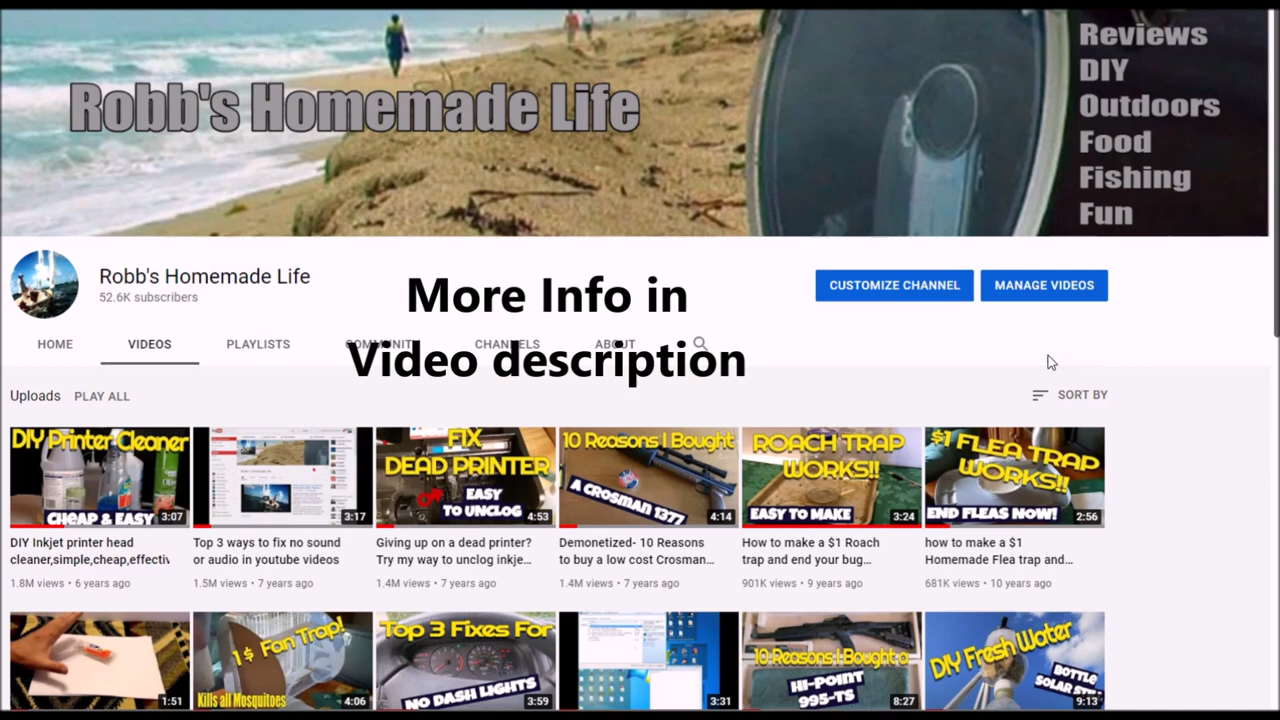 Robb's Homemade Life
Reviews
DIY
Outdoors
Food
Fishing
Fun
Robb's Homemade Life
52.6K subscribers
CUSTOMIZE CHANNEL
MANAGE VIDEOS
More Info in
Video description
HOME
VIDEOS
PLAYLISTS
COMMUNIT
CHANNELS
ABOUT
Uploads
PLAY ALL
SORT BY
DIY Printer Cleaner
CHEAP & EASY
3:07
3:17
FIX
DEAD PRINTER
EASY
TO UNCLOG
4:53
10 Reasons I Bought
A CROSMAN 1377
4:14
ROACH TRAP
WORKS!!
EASY TO MAKE
3:24
$1 FLEA TRAP
WORKS!!
END FLEAS NOW!
2:56
DIY Inkjet printer head
cleaner,simple,cheap,effectiv
1.8M views • 6 years ago
Top 3 ways to fix no sound
or audio in youtube videos
1.5M views • 7 years ago
Giving up on a dead printer?
Try my way to unclog inkje...
1.4M views • 7 years ago
Demonetized- 10 Reasons
to buy a low cost Crosman...
1.4M views • 7 years ago
How to make a $1 Roach
trap and end your bug...
901K views • 9 years ago
how to make a $1
Homemade Flea trap and...
681K views • 10 years ago
1:51
1$ Fan Trap!
Kills all Mosquitoes
4:06
Top 3 Fixes For
NO DASH LIGHTS
3:59
3:31
10 Reasons I Bought a
HI-POINT
995-TS
8:27
DIY Fresh Water
BOTTLE
SOLAR
9:13